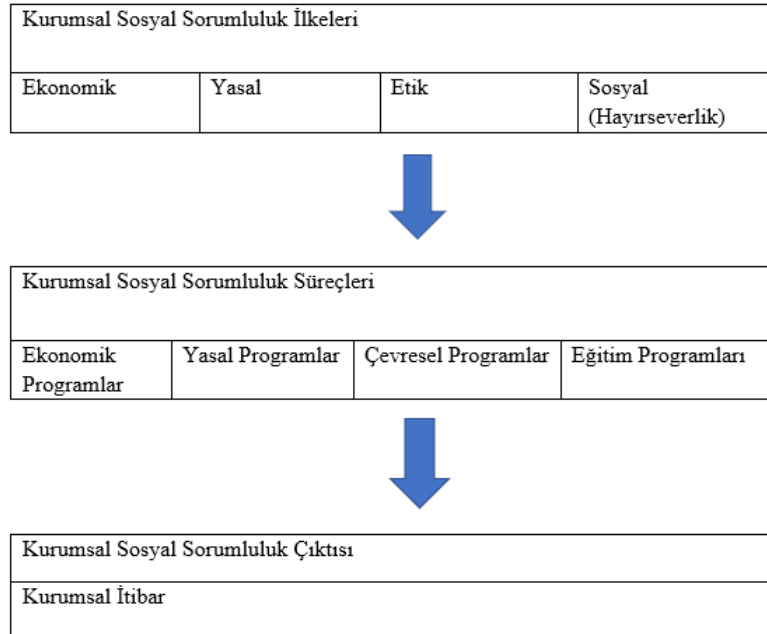 Kurumsal Sosyal Sorumluluk İlkeleri
Ekonomik
Yasal
Etik
Sosyal
(Hayırseverlik)
Kurumsal Sosyal Sorumluluk Süreçleri
Ekonomik
Programlar
Yasal Programlar
Çevresel Programlar
Eğitim Programları
Kurumsal Sosyal Sorumluluk Çıktısı
Kurumsal İtibar